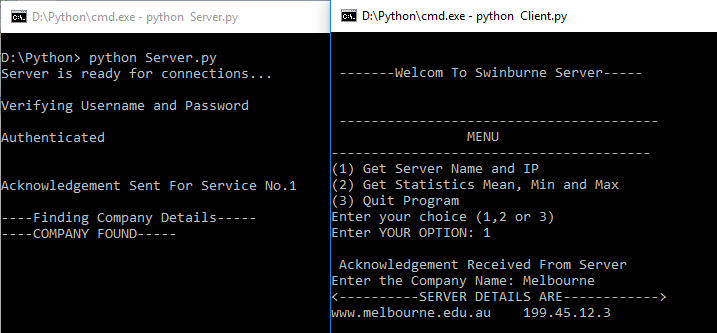 D:\Python\cmd.exe - python Server.py
D:\Python> python Server.py
Server is ready for connections...
Verifying Username and Password
Authenticated
Acknowledgement Sent For Service No.1
----Finding Company Details-----
----COMPANY FOUND-----
D:\Python\cmd.exe - python Client.py
-------Welcom To Swinburne Server-----
----------------------------------------
MENU
----------------------------------------
(1) Get Server Name and IP
(2) Get Statistics Mean, Min and Max
(3) Quit Program
Enter your choice (1,2 or 3)
Enter YOUR OPTION: 1
Acknowledgement Received From Server
Enter the Company Name: Melbourne
<----------SERVER DETAILS ARE------------>
www.melbourne.edu.au    199.45.12.3